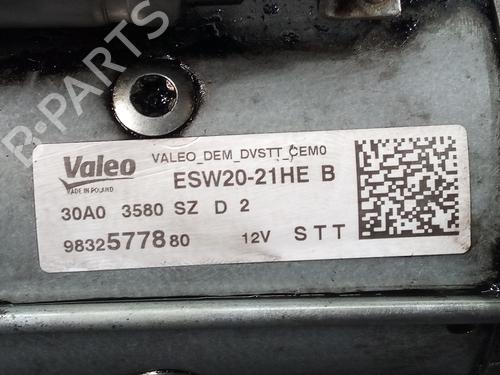 B-PARTS
Valeo
MADE IN POLAND
VALEO_DEM_DVSTT_CEM0
ESW20-21HE B
30A0 3580 SZ D 2
9832577880 12V STT